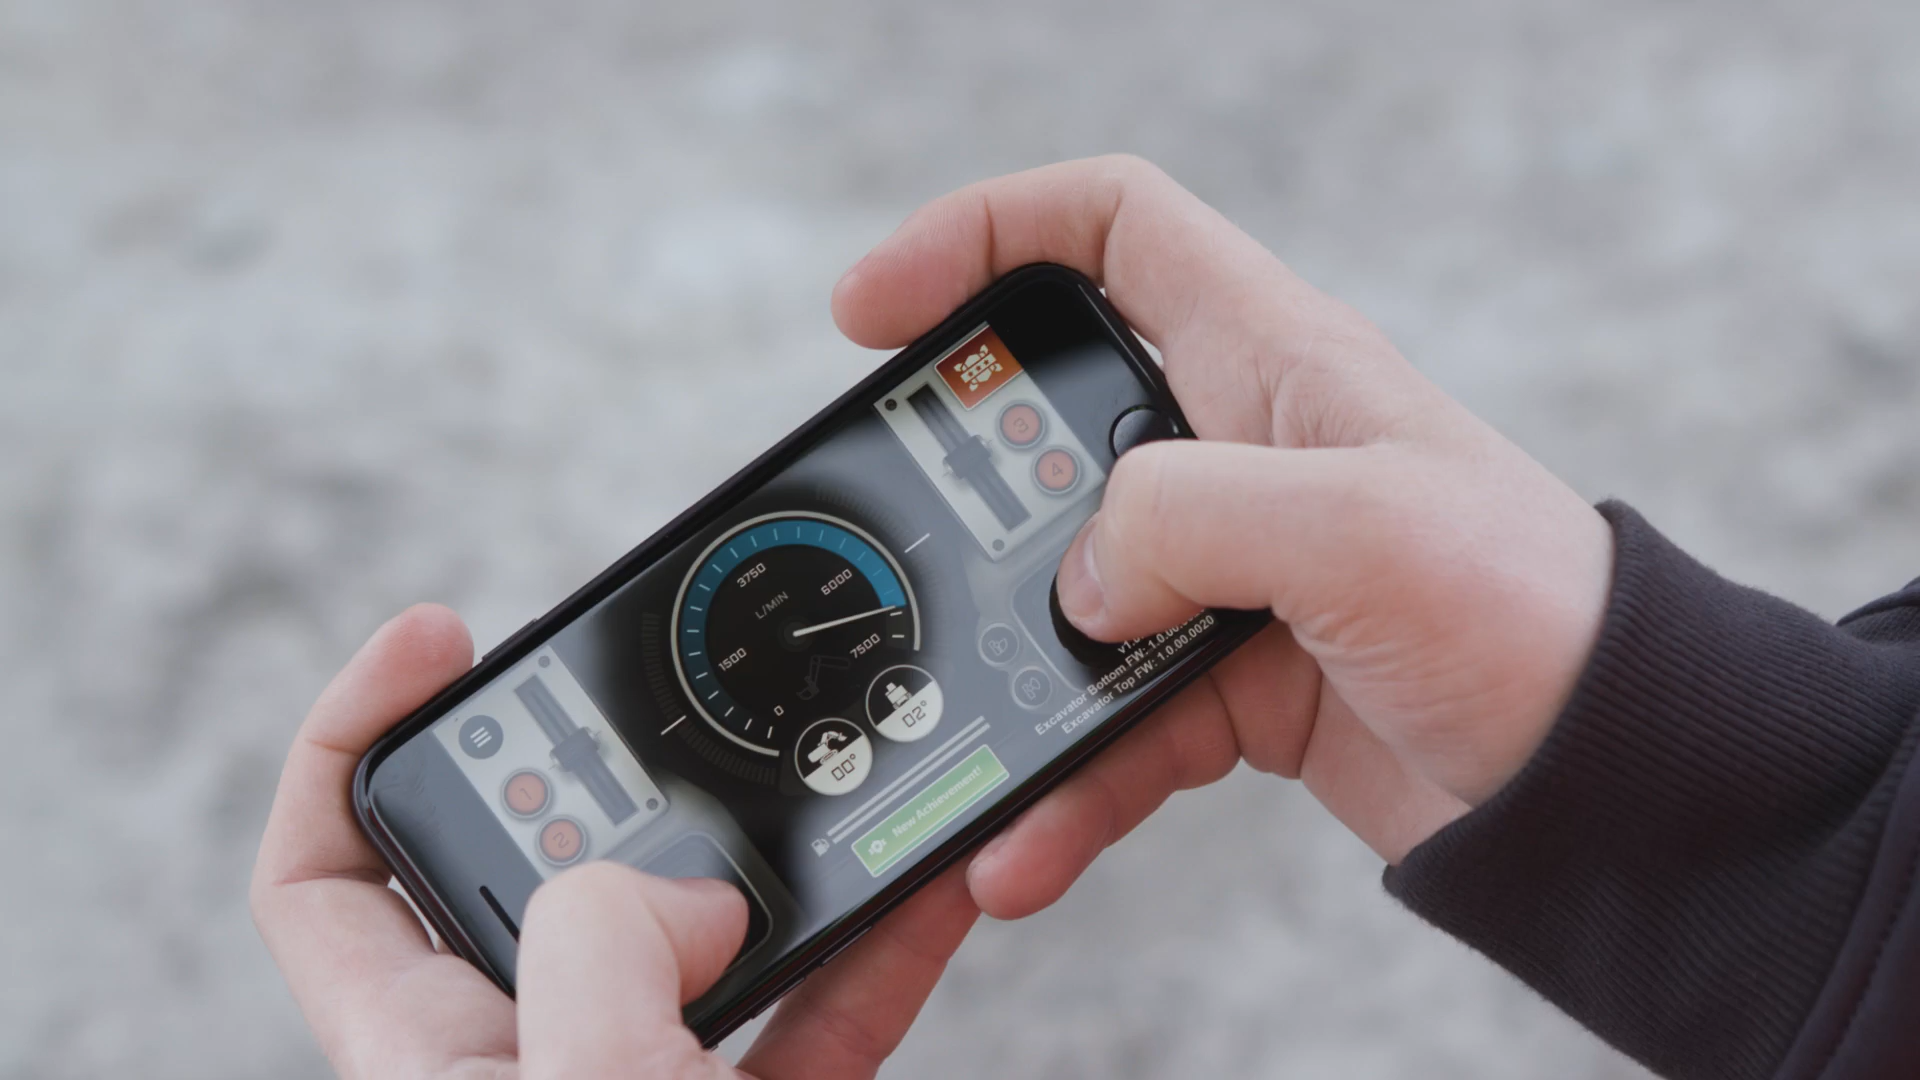 3
4
3750
6000
L/MIN
1500
7500
0
02°
00°
1
2
New Achievement!
Excavator Bottom FW: 1.0.00.
Excavator Top FW: 1.0.00.0020